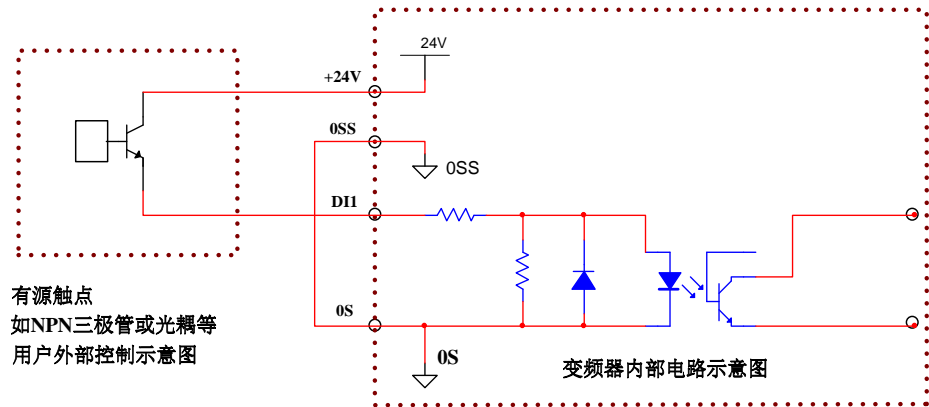 24V
+24V
0SS
0SS
DI1
0S
0S
有源触点
如NPN三极管或光耦等
用户外部控制示意图
变频器内部电路示意图